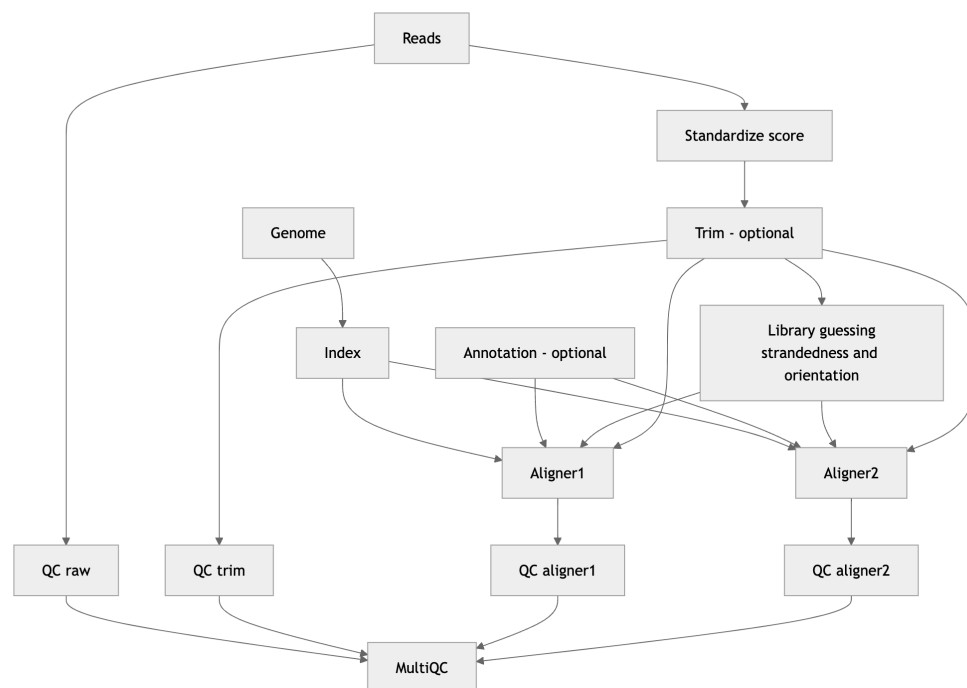 Reads
Standardize score
Genome
Trim - optional
Index
Annotation - optional
Library guessing
strandedness and
orientation
Aligner1
Aligner2
QC raw
QC trim
QC aligner1
QC aligner2
MultiQC